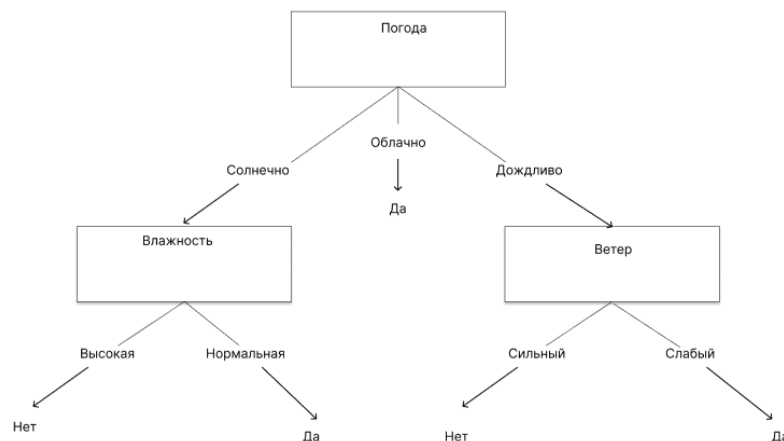 Погода
Облачно
Солнечно
Дождливо
Да
Влажность
Ветер
Высокая
Нормальная
Сильный
Слабый
Нет
Да
Нет
Да